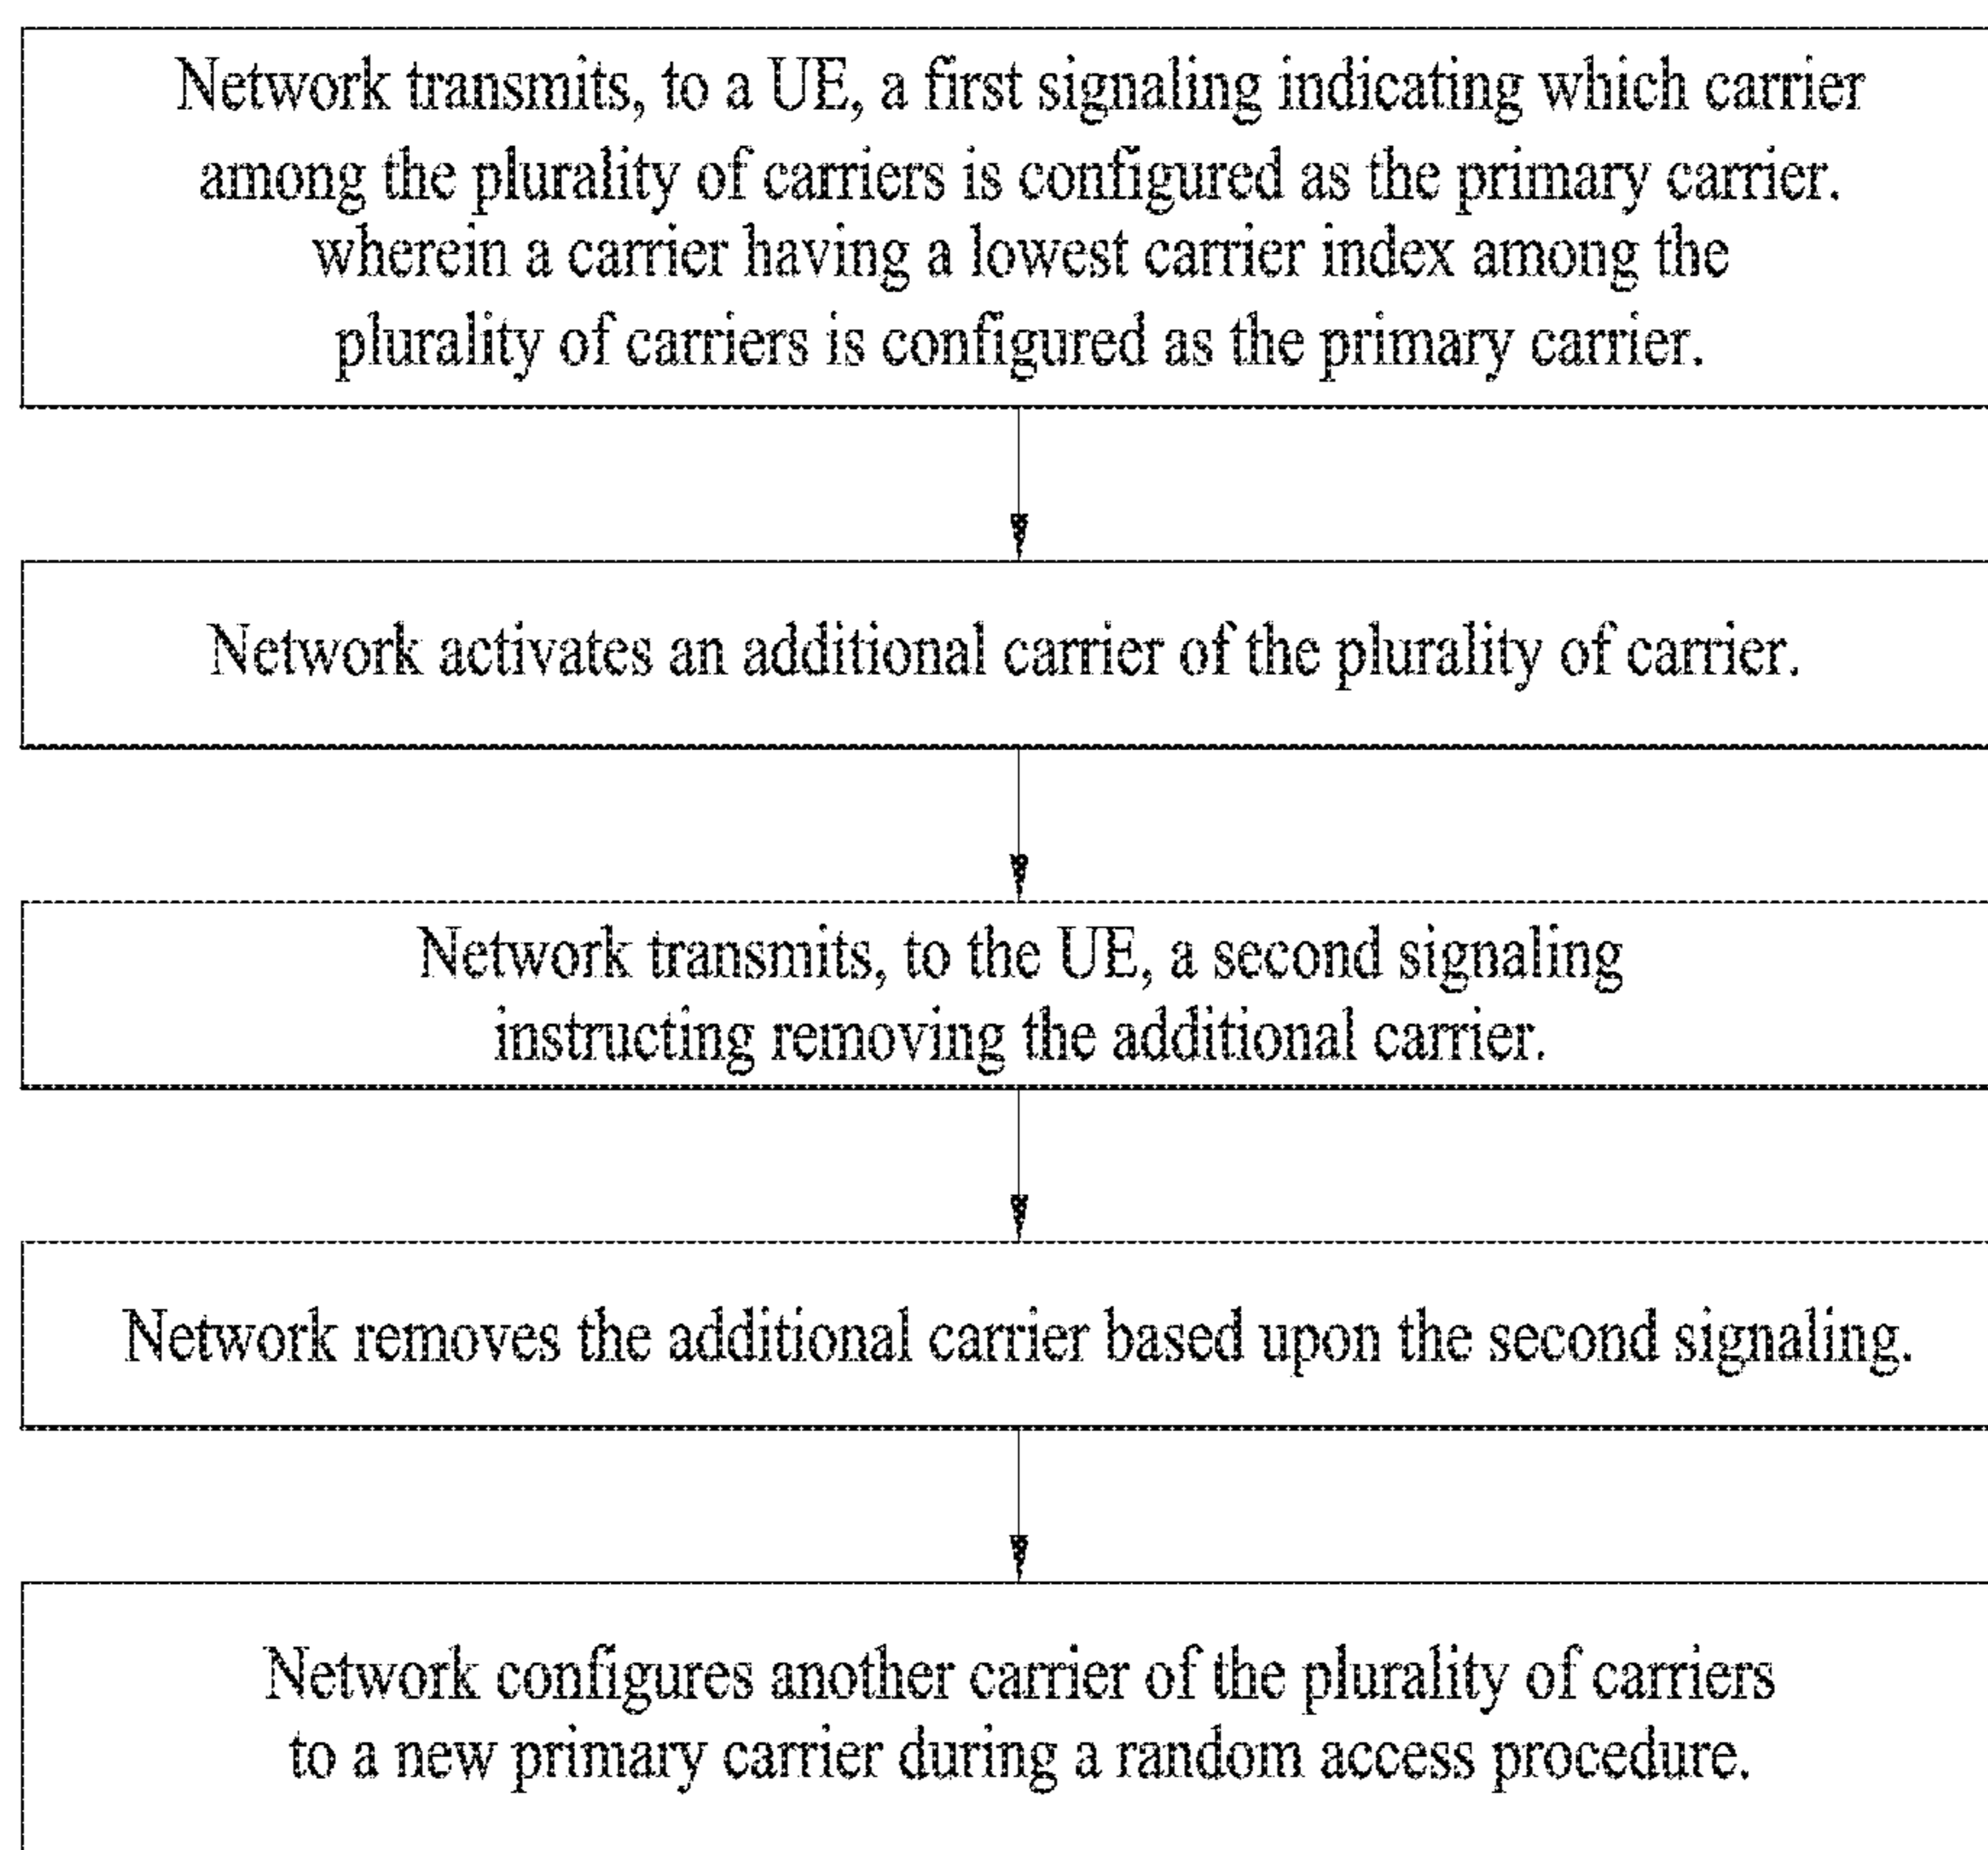 Network transmits, to a UE, a first signaling indicating which carrier
among the plurality of carriers is configured as the primary carrier.
wherein a carrier having a lowest carrier index among the
plurality of carriers is configured as the primary carrier.
Network activates an additional carrier of the plurality of carrier.
Network transmits, to the UE, a second signaling
instructing removing the additional carrier.
Network removes the additional carrier based upon the second signaling.
Network configures another carrier of the plurality of carriers
to a new primary carrier during a random access procedure.